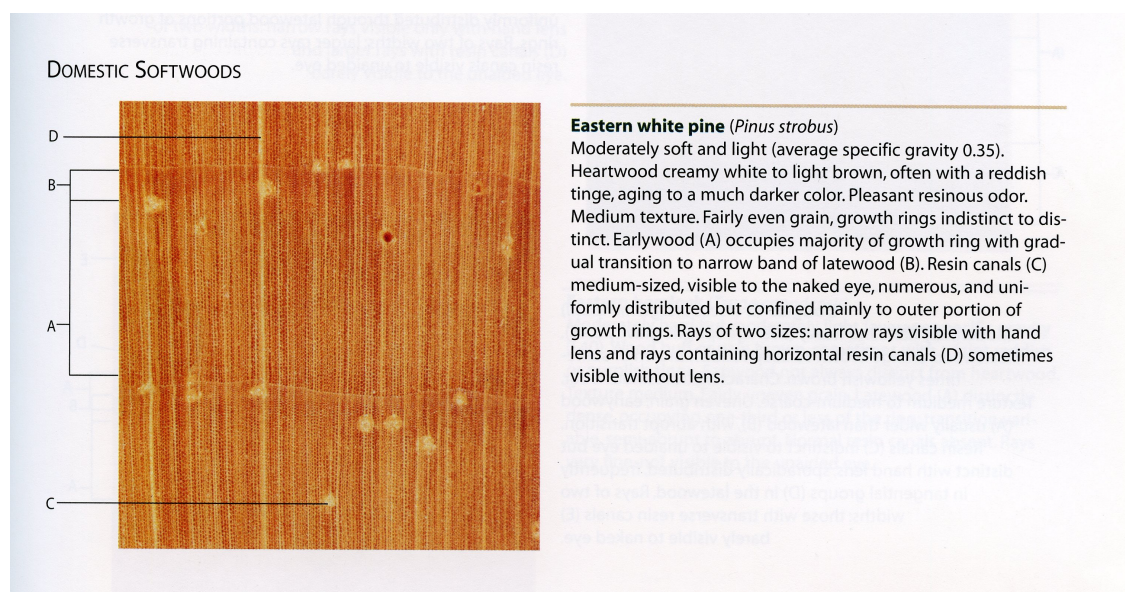 DOMESTIC SOFTWOODS
D
B
A
C
Eastern white pine (Pinus strobus)
Moderately soft and light (average specific gravity 0.35).
Heartwood creamy white to light brown, often with a reddish
tinge, aging to a much darker color. Pleasant resinous odor.
Medium texture. Fairly even grain, growth rings indistinct to dis-
tinct. Earlywood (A) occupies majority of growth ring with grad-
ual transition to narrow band of latewood (B). Resin canals (C)
medium-sized, visible to the naked eye, numerous, and uni-
formly distributed but confined mainly to outer portion of
growth rings. Rays of two sizes: narrow rays visible with hand
lens and rays containing horizontal resin canals (D) sometimes
visible without lens.